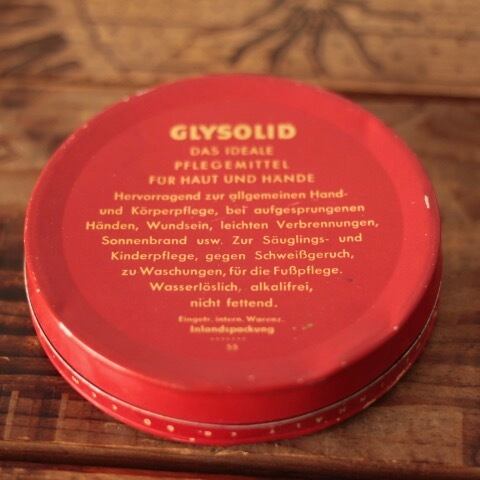 GLYSOLID
DAS IDEALE
PFLEGEMITTEL
FÜR HAUT UND HÄNDE
Hervorragend zur allgemeinen Hand-
und Körperpflege, bei aufgesprungenen
Händen, Wundsein, leichten Verbrennungen,
Sonnenbrand usw. Zur Säuglings- und
Kinderpflege, gegen Schweißgeruch,
zu Waschungen, für die Fußpflege.
Wasserlöslich, alkalifrei,
nicht fettend.
Eingetr. intern. Warenz.
Inlandspackung